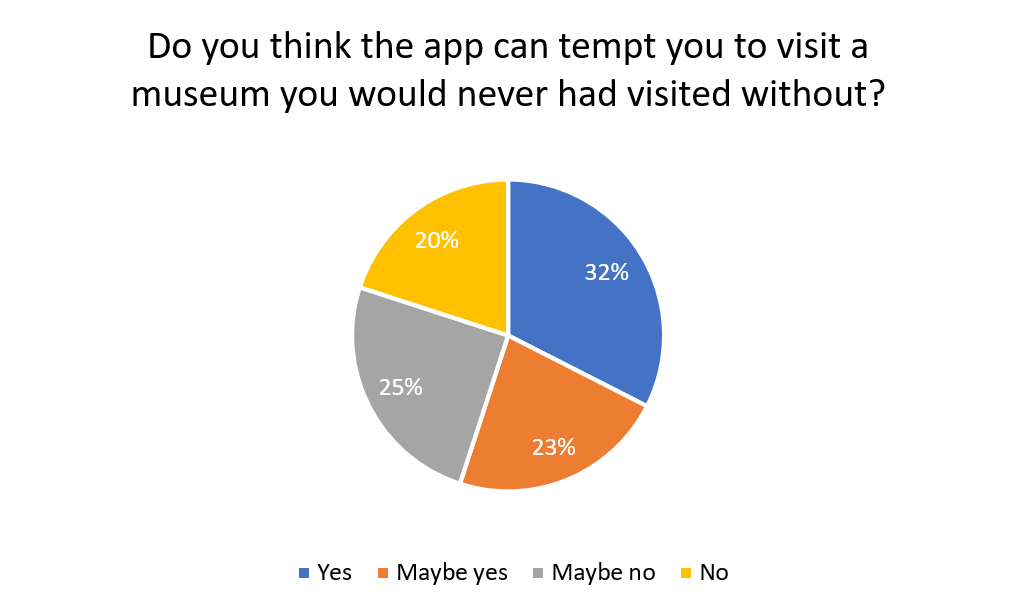 Do you think the app can tempt you to visit a
museum you would never had visited without?
20%
32%
25%
23%
Yes
Maybe yes
Maybe no
No